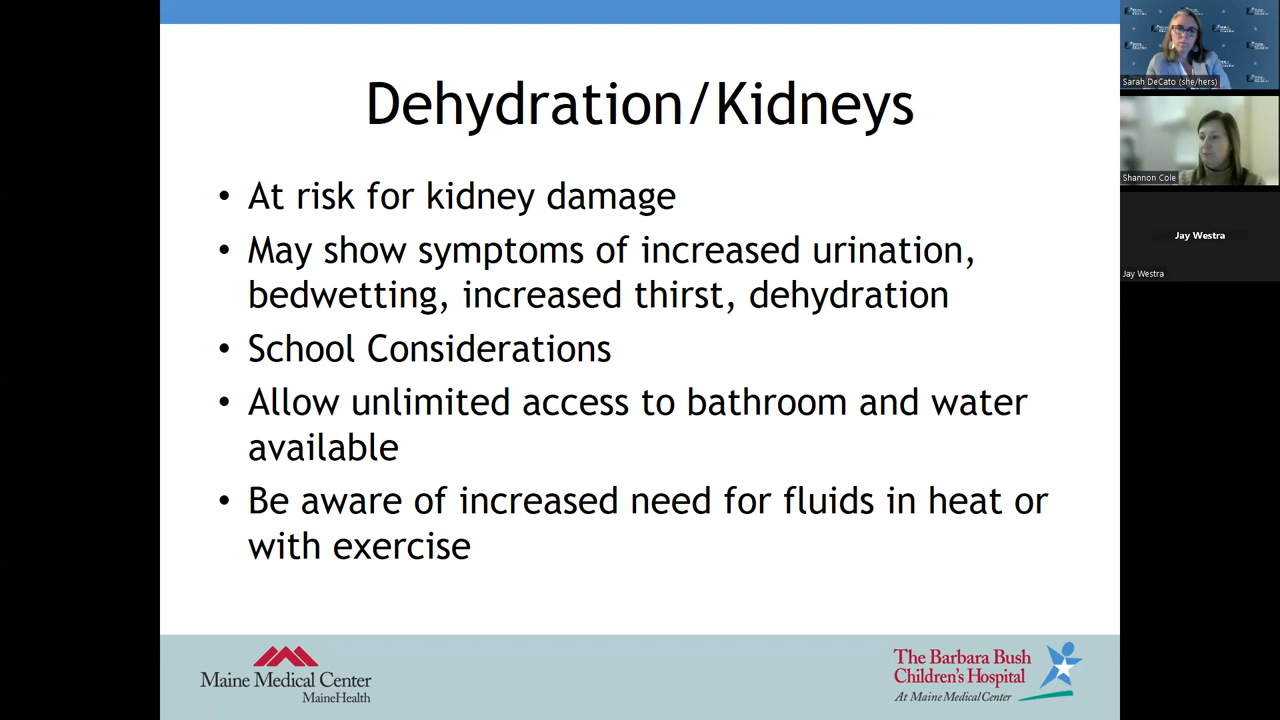 Dehydration/Kidneys
• At risk for kidney damage
• May show symptoms of increased urination,
bedwetting, increased thirst, dehydration
• School Considerations
• Allow unlimited access to bathroom and water
available
• Be aware of increased need for fluids in heat or
with exercise
Maine Medical Center
MaineHealth
The Barbara Bush
Children's Hospital
At Maine Medical Center
Sarah DeCato (she/hers)
Shannon Cole
Jay Westra
Jay Westra